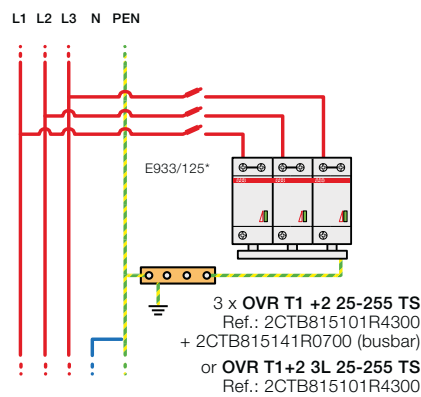 L1 L2 L3 N PEN
E933/125*
3 x OVR T1 +2 25-255 TS
Ref.: 2CTB815101R4300
+ 2CTB815141R0700 (busbar)
or OVR T1+2 3L 25-255 TS
Ref.: 2CTB815101R4300